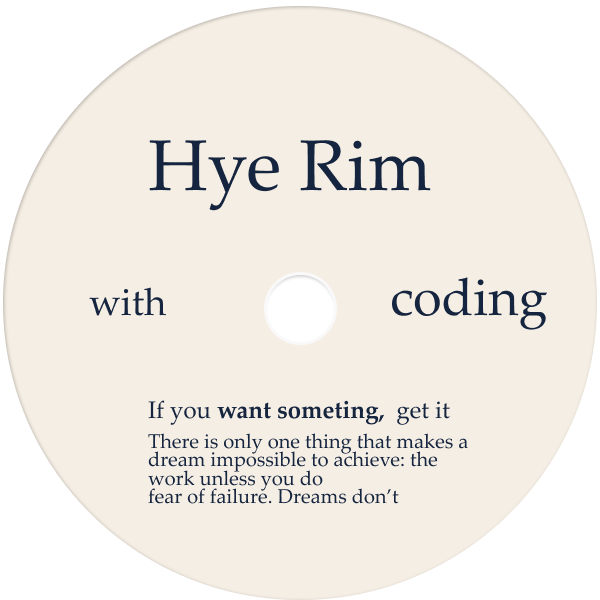 Hye Rim
with
coding
If you want someting, get it
There is only one thing that makes a
dream impossible to achieve: the
work unless you do
fear of failure. Dreams don’t